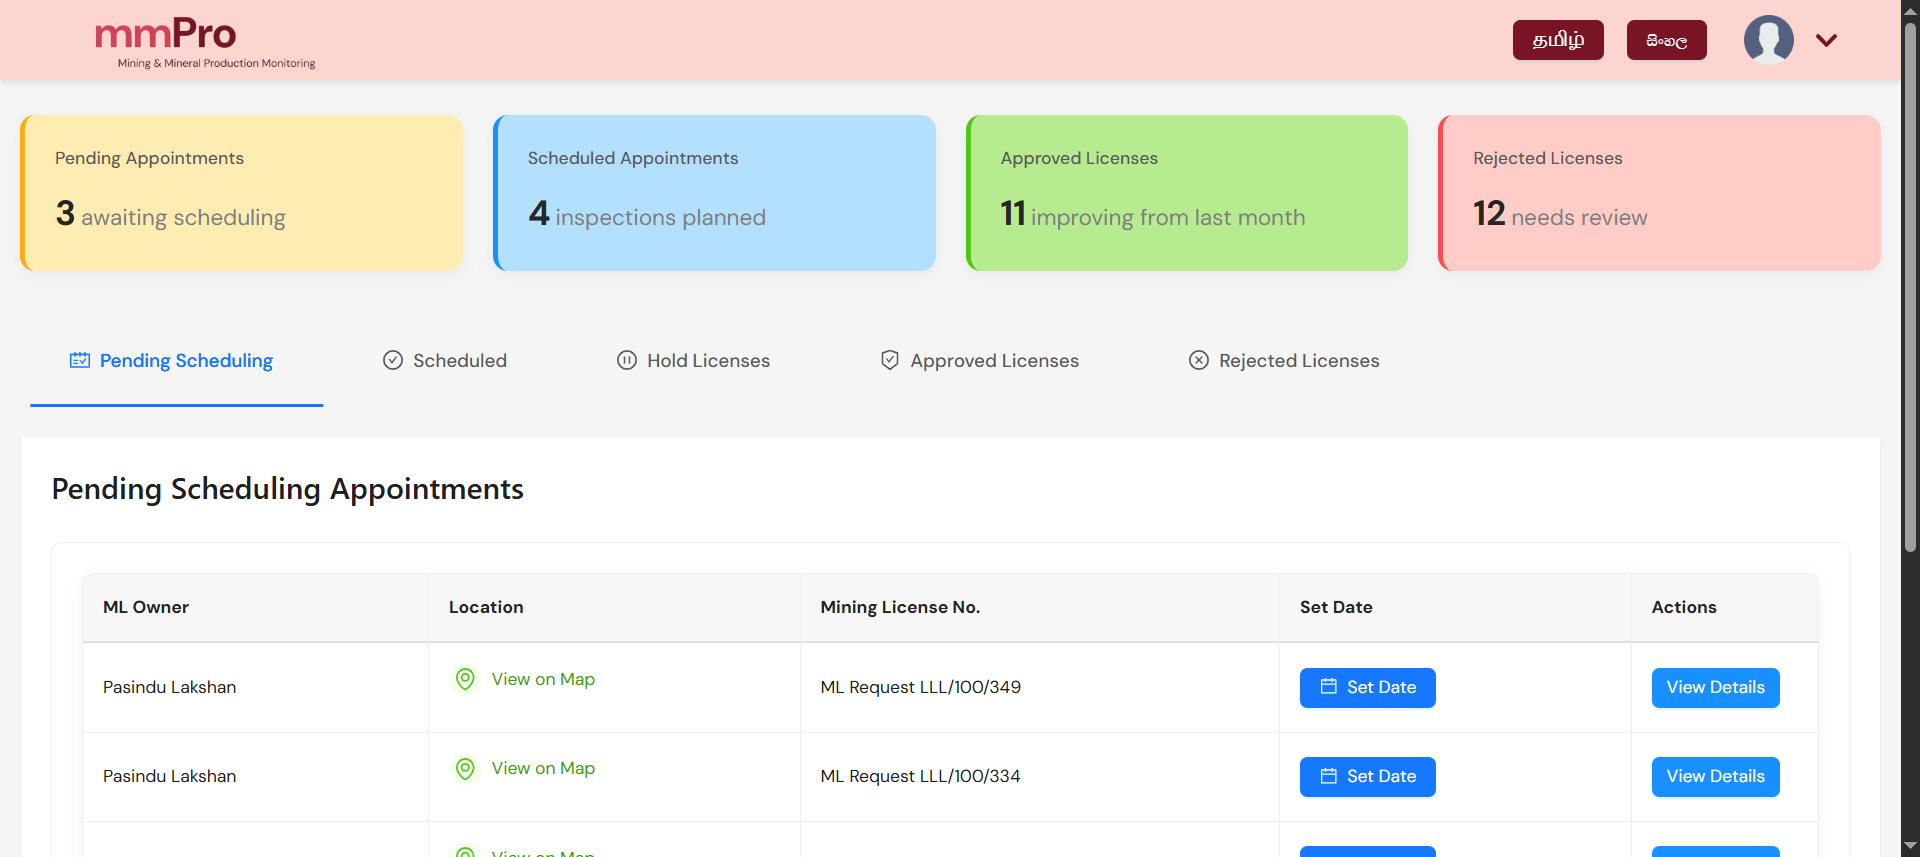 mmPro
Mining & Mineral Production Monitoring
தமிழ்
සිංහල
Pending Appointments
3 awaiting scheduling
Scheduled Appointments
4 inspections planned
Approved Licenses
11 improving from last month
Rejected Licenses
12 needs review
Pending Scheduling
Scheduled
Hold Licenses
Approved Licenses
Rejected Licenses
Pending Scheduling Appointments
ML Owner Location Mining License No. Set Date Actions
Pasindu Lakshan View on Map ML Request LLL/100/349 Set Date View Details
Pasindu Lakshan View on Map ML Request LLL/100/334 Set Date View Details
View on Map